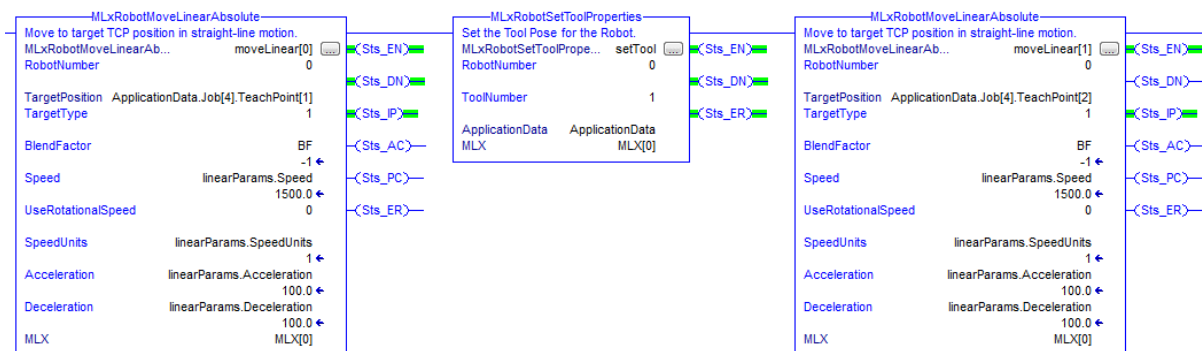 MLxRobotMoveLinearAbsolute
Move to target TCP position in straight-line motion.
MLxRobotMoveLinearAb... moveLinear[0] ... (Sts_EN)
RobotNumber 0
(Sts_DN)
TargetPosition ApplicationData.Job[4].TeachPoint[1]
TargetType 1 (Sts_IP)
BlendFactor BF (Sts_AC)
-1
Speed linearParams.Speed (Sts_PC)
1500.0
UseRotationalSpeed 0 (Sts_ER)
SpeedUnits linearParams.SpeedUnits
1
Acceleration linearParams.Acceleration
100.0
Deceleration linearParams.Deceleration
100.0
MLX MLX[0]
MLxRobotSetToolProperties
Set the Tool Pose for the Robot.
MLxRobotSetToolPrope... setTool ... (Sts_EN)
RobotNumber 0
(Sts_DN)
ToolNumber 1
(Sts_ER)
ApplicationData ApplicationData
MLX MLX[0]
MLxRobotMoveLinearAbsolute
Move to target TCP position in straight-line motion.
MLxRobotMoveLinearAb... moveLinear[1] ... (Sts_EN)
RobotNumber 0
(Sts_DN)
TargetPosition ApplicationData.Job[4].TeachPoint[2]
TargetType 1 (Sts_IP)
BlendFactor BF (Sts_AC)
-1
Speed linearParams.Speed (Sts_PC)
1500.0
UseRotationalSpeed 0 (Sts_ER)
SpeedUnits linearParams.SpeedUnits
1
Acceleration linearParams.Acceleration
100.0
Deceleration linearParams.Deceleration
100.0
MLX MLX[0]